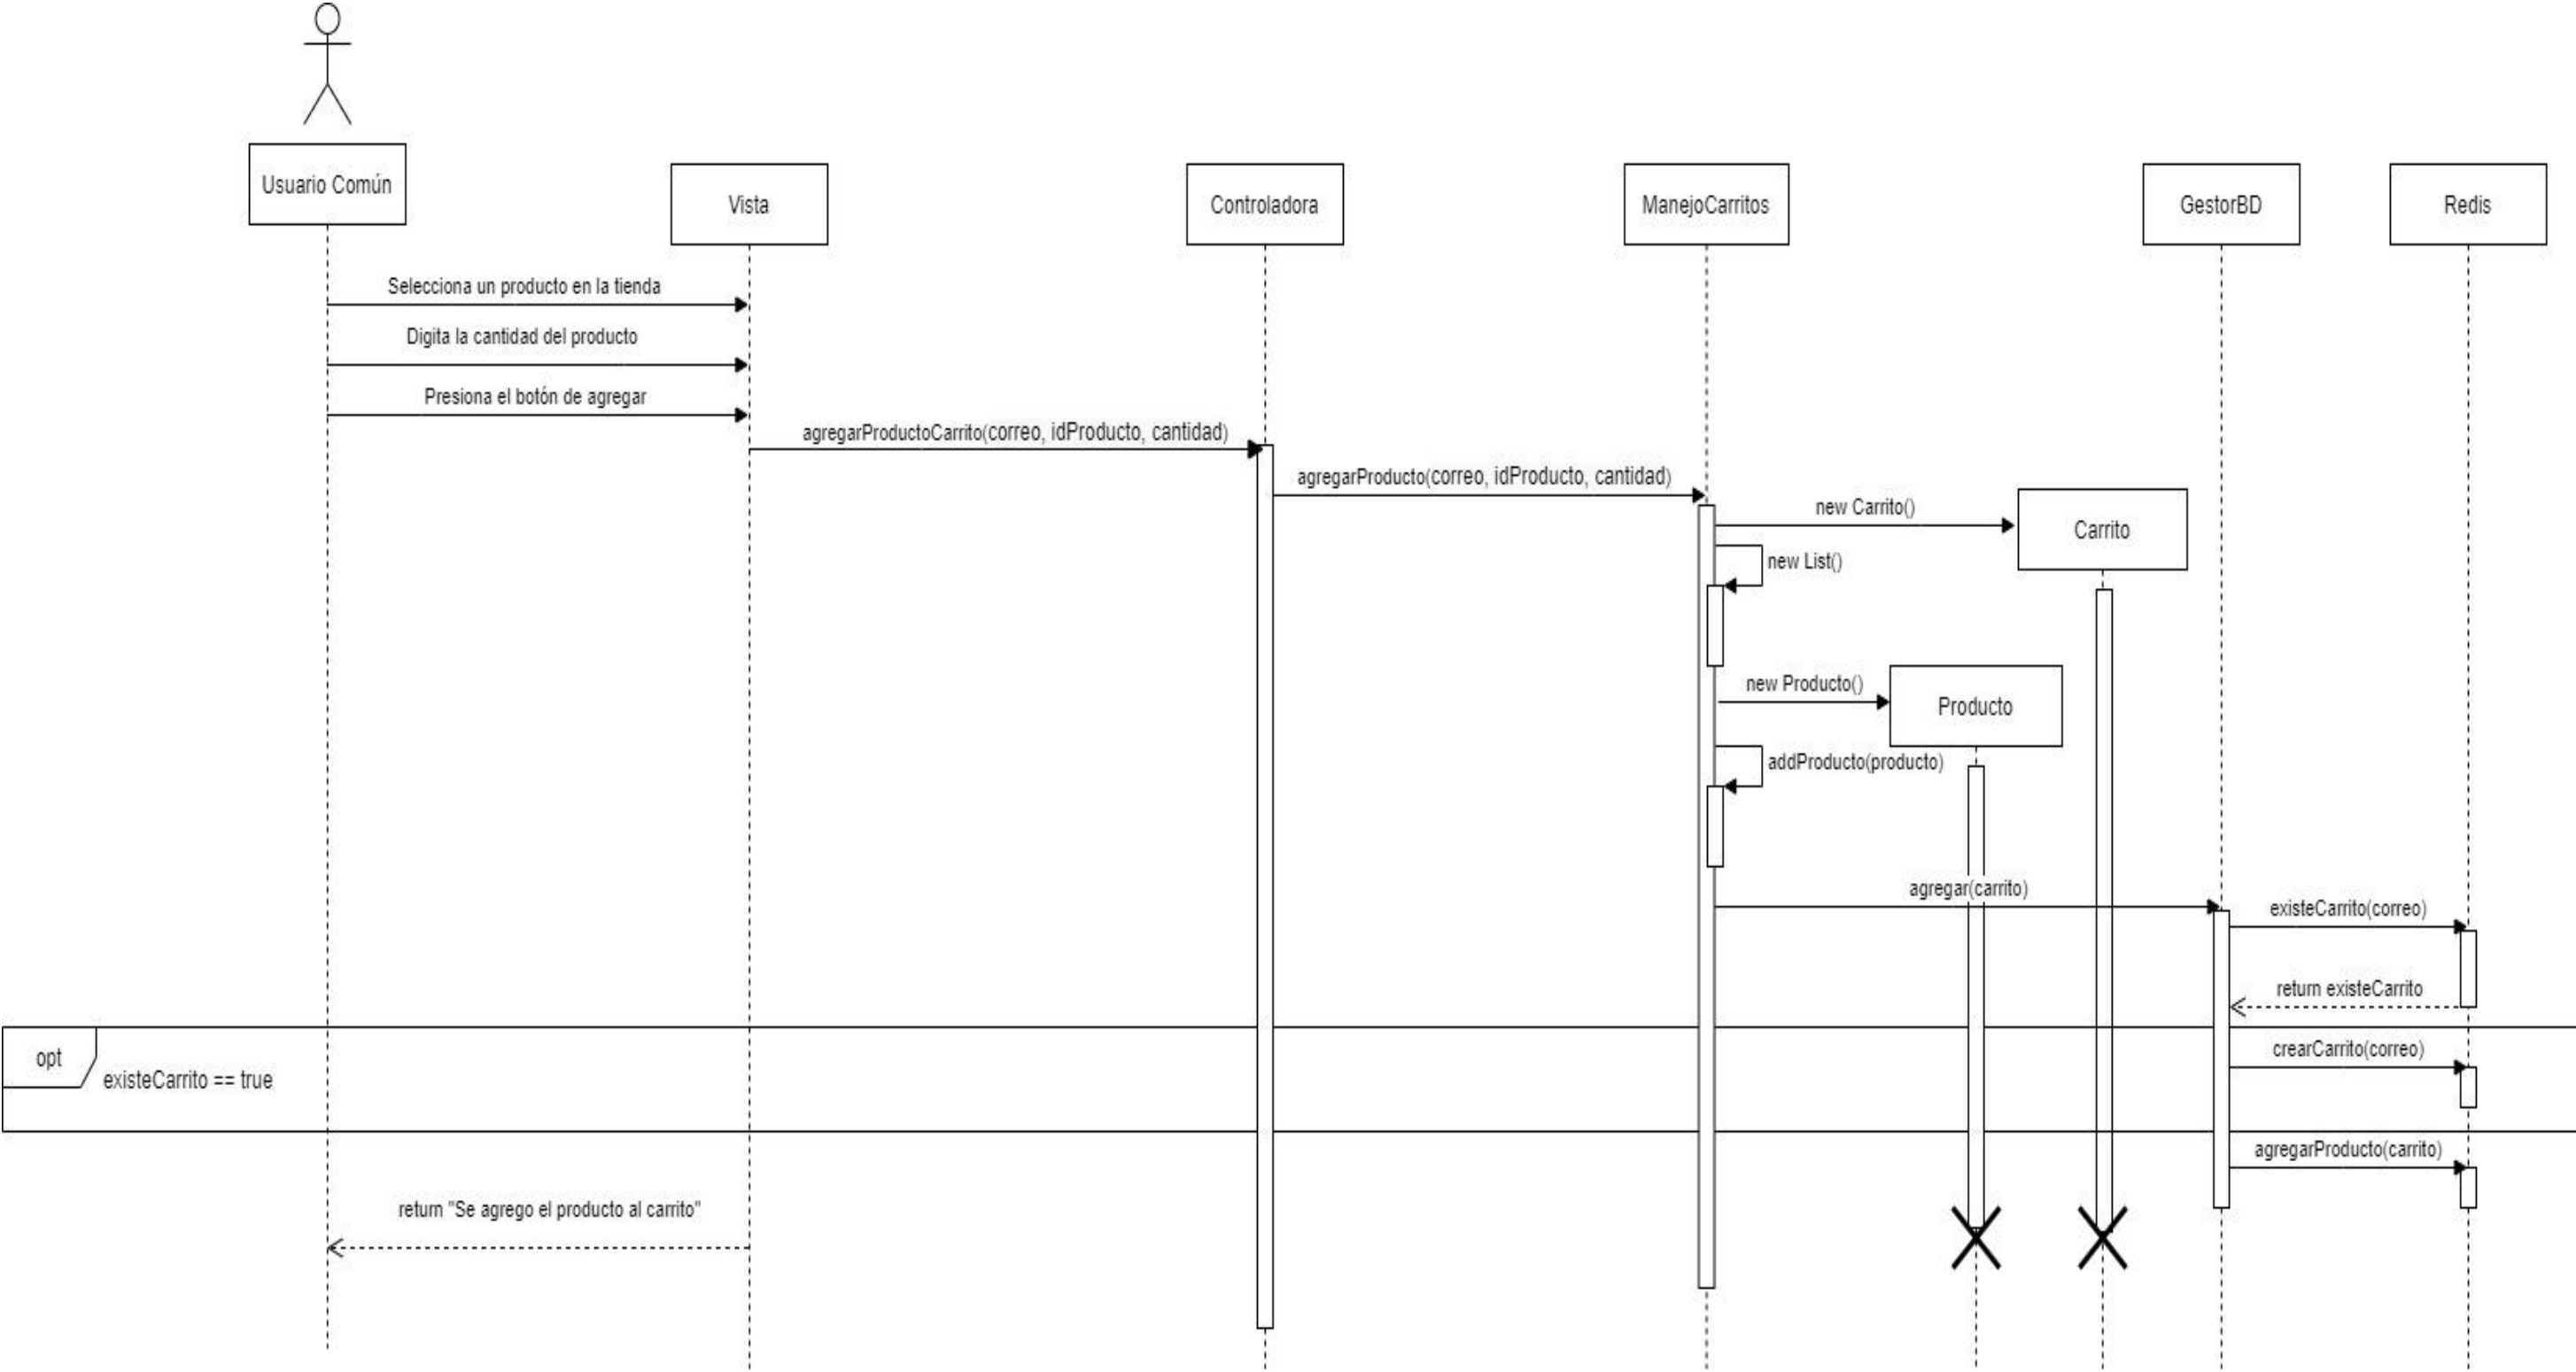 Usuario Común
Vista
Controladora
ManejoCarritos
GestorBD
Redis
Selecciona un producto en la tienda
Digita la cantidad del producto
Presiona el botón de agregar
agregarProductoCarrito(correo, idProducto, cantidad)
agregarProducto(correo, idProducto, cantidad)
new Carrito()
Carrito
new List()
new Producto()
Producto
addProducto(producto)
agregar(carrito)
existeCarrito(correo)
return existeCarrito
opt
existeCarrito == true
crearCarrito(correo)
agregarProducto(carrito)
return "Se agrego el producto al carrito"